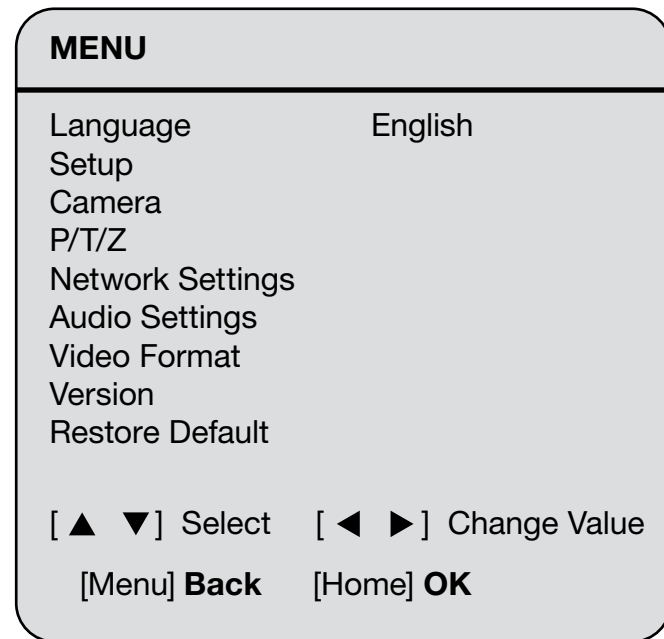 MENU
Language English
Setup
Camera
P/T/Z
Network Settings
Audio Settings
Video Format
Version
Restore Default
[ ▲ ▼ ] Select [ ◀ ▶ ] Change Value
[Menu] Back [Home] OK